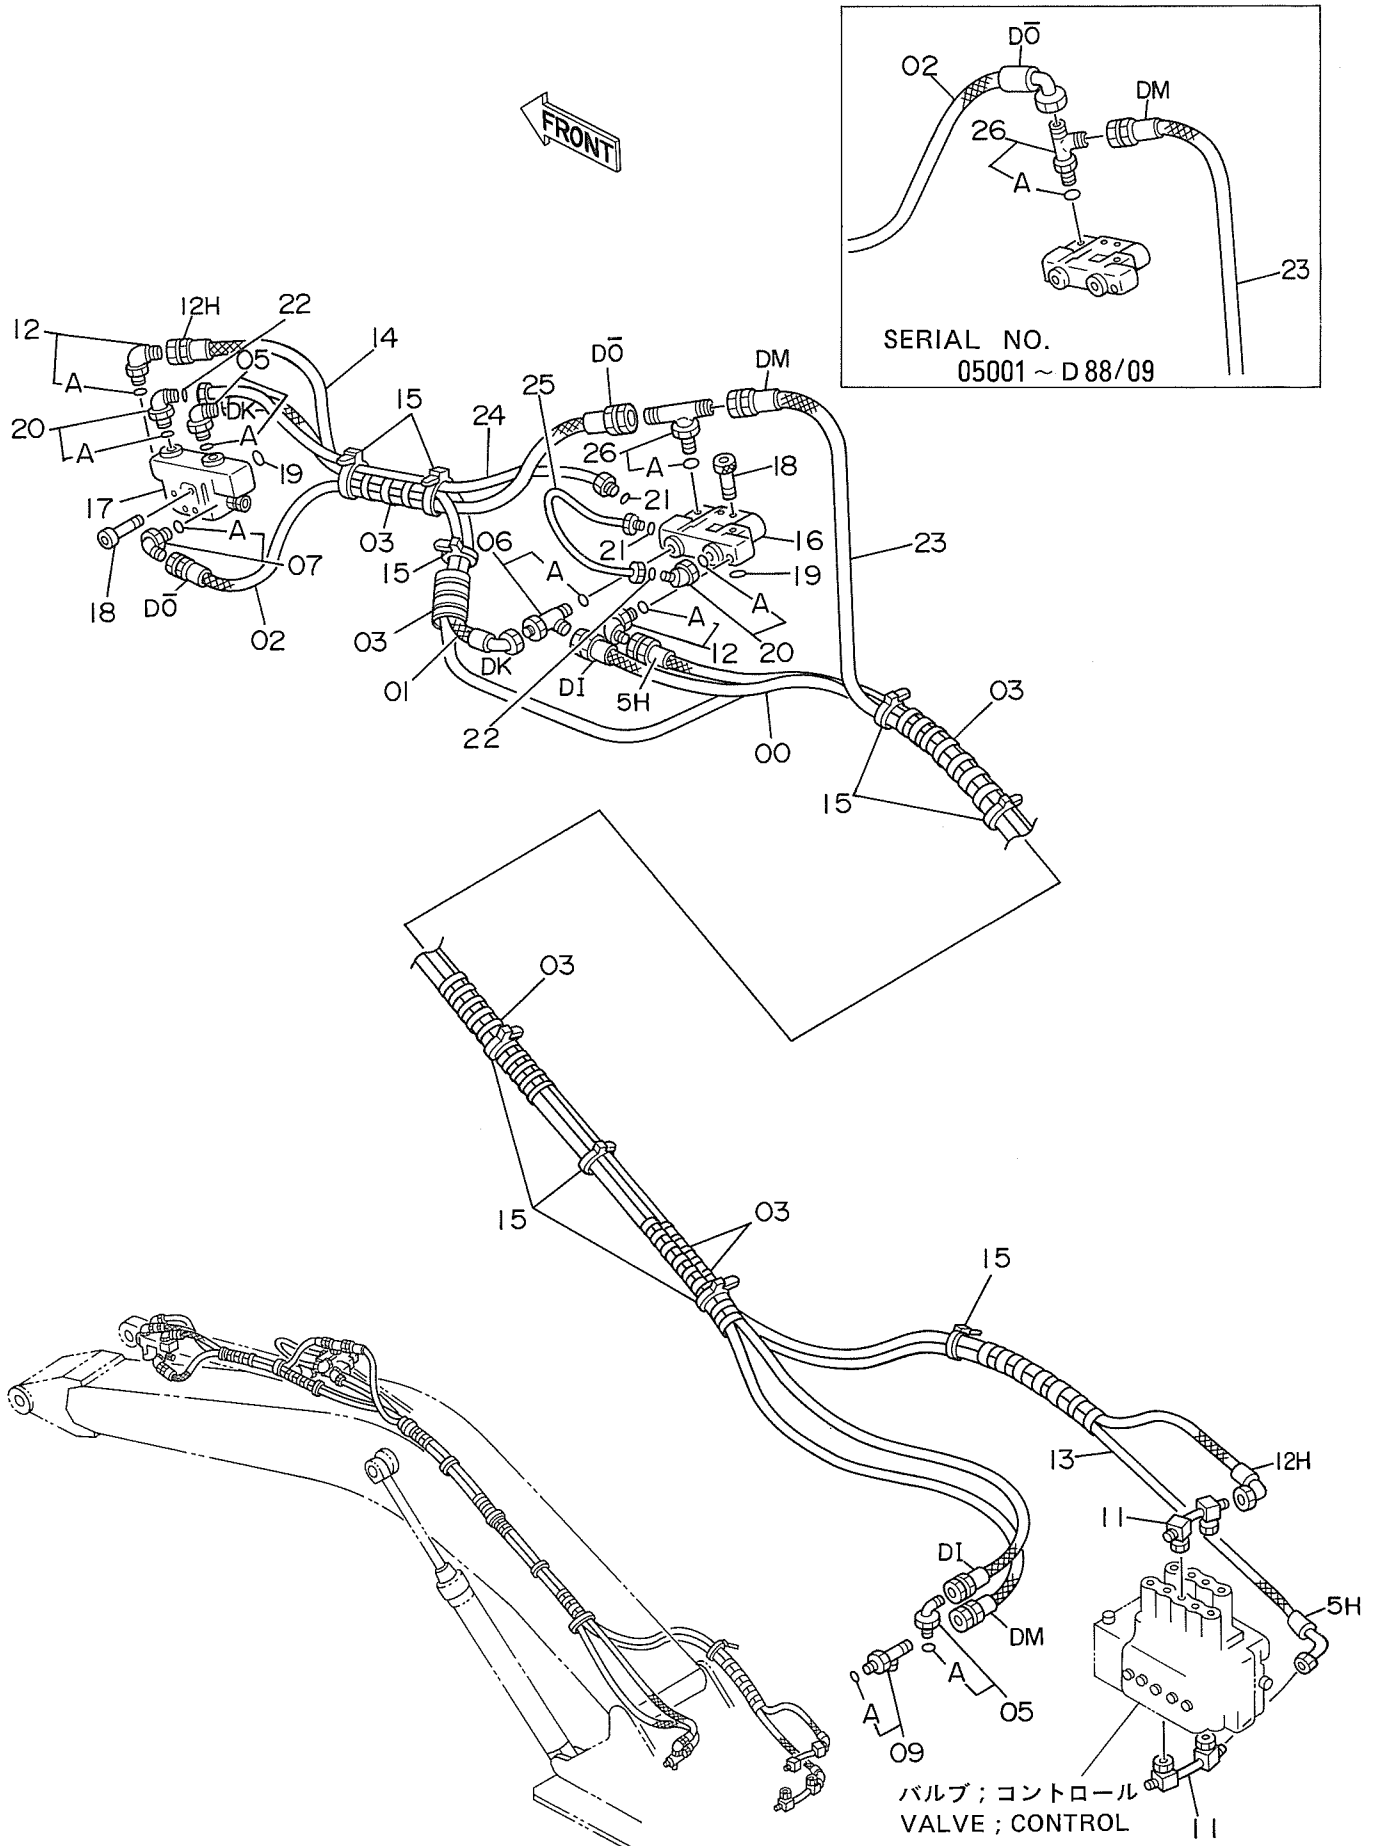 DŌ
02
DM
26
A
23
SERIAL NO.
05001 ~ D 88/09
FRONT
12
12H
22
14
05
DK
A
20
A
A
19
17
18
A
07
DŌ
02
15
24
03
25
DŌ
DM
26
A
18
21
21
16
19
23
06
A
15
03
01
DK
A
20
A
12
DI
5H
22
00
03
15
03
15
03
15
13
12H
11
5H
DI
DM
A
05
A
09
バルブ ; コントロール
VALVE ; CONTROL
11